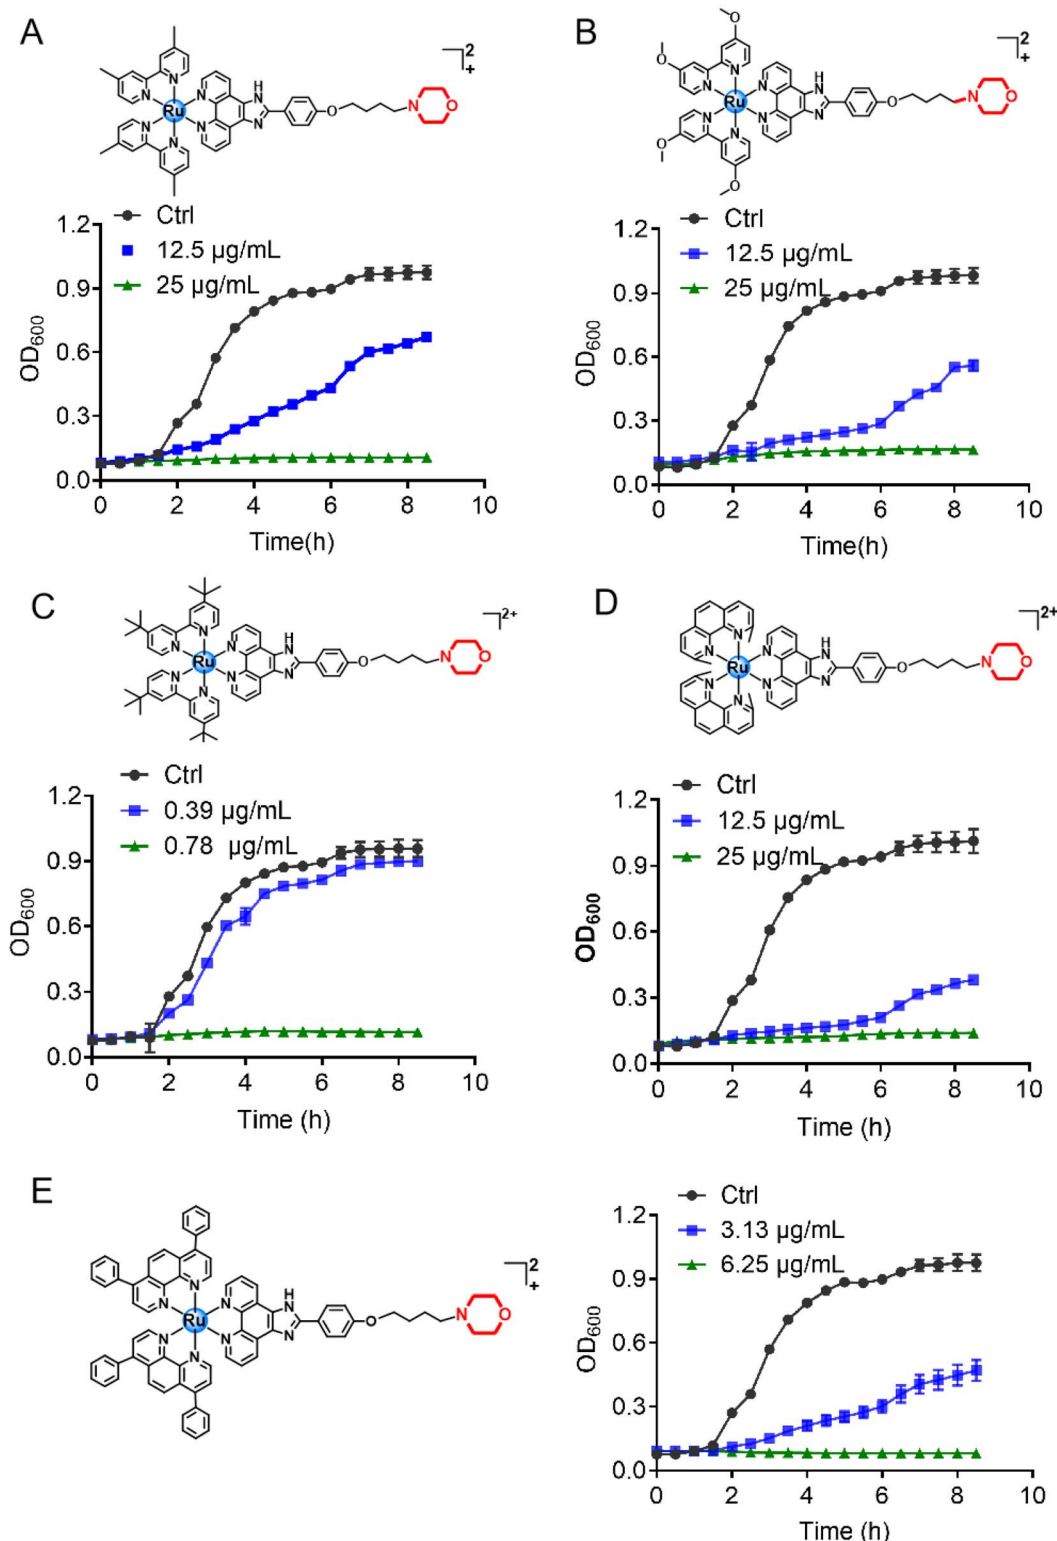 A
B
2
+
H
N
N
N
N
N
N
N
N
Ru
O
N
O
2
+
O
O
O
O
H
N
N
N
N
N
N
N
N
Ru
O
N
O
Ctrl
12.5 µg/mL
25 µg/mL
1.2
0.9
0.6
0.3
0.0
OD600
0 2 4 6 8 10
Time(h)
Ctrl
12.5 µg/mL
25 µg/mL
1.2
0.9
0.6
0.3
0.0
OD600
0 2 4 6 8 10
Time(h)
C
D
2+
H
N
N
N
N
N
N
N
N
Ru
O
N
O
2+
H
N
N
N
N
N
N
N
N
Ru
O
N
O
Ctrl
0.39 µg/mL
0.78 µg/mL
1.2
0.9
0.6
0.3
0.0
OD600
0 2 4 6 8 10
Time (h)
Ctrl
12.5 µg/mL
25 µg/mL
1.2
0.9
0.6
0.3
0.0
OD600
0 2 4 6 8 10
Time (h)
E
2
+
H
N
N
N
N
N
N
N
N
Ru
O
N
O
Ctrl
3.13 µg/mL
6.25 µg/mL
1.2
0.9
0.6
0.3
0.0
OD600
0 2 4 6 8 10
Time (h)